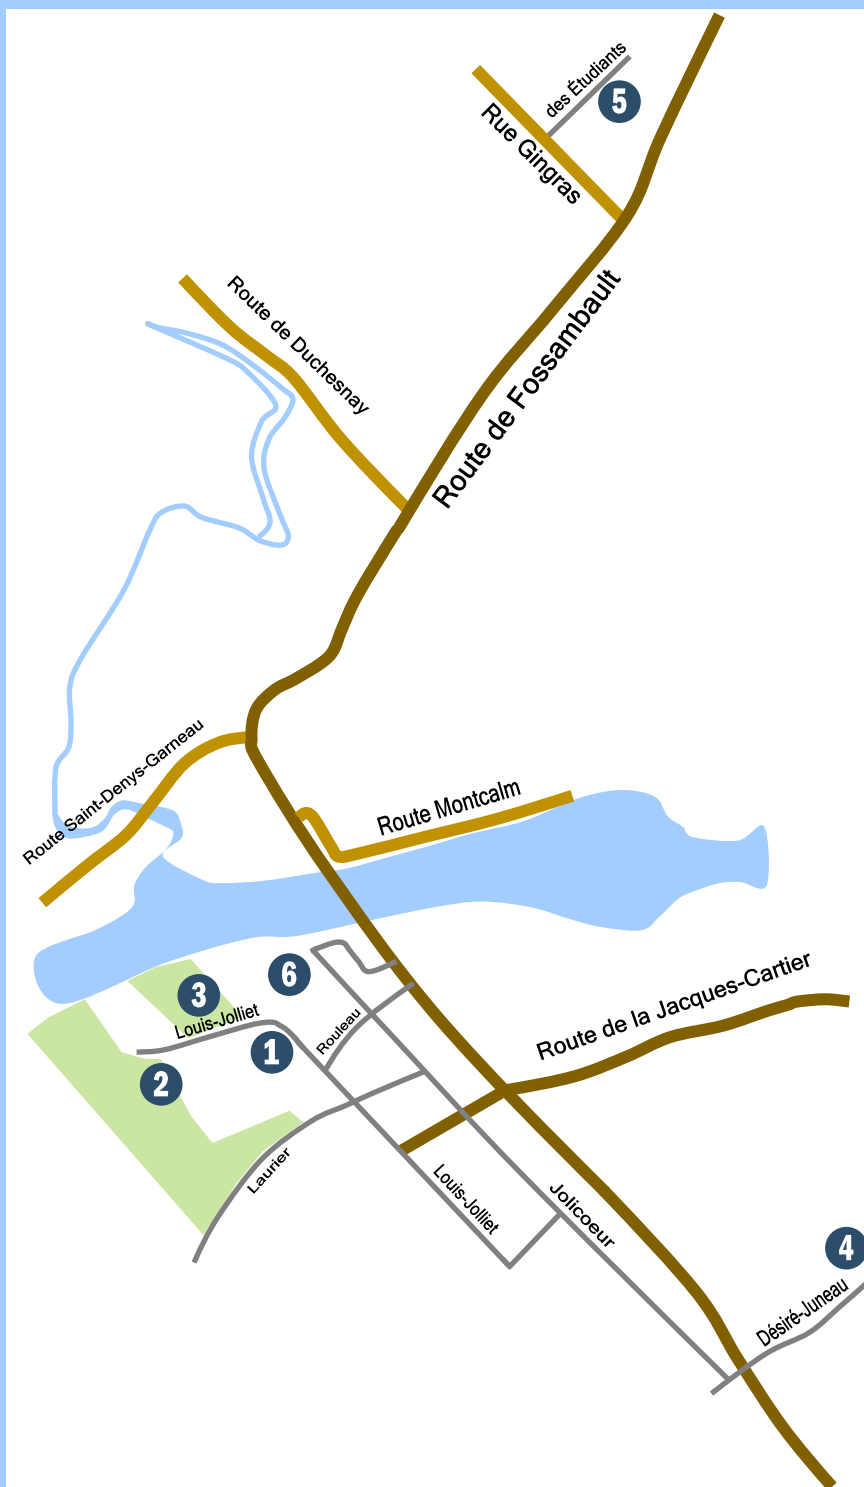 des Étudiants
5
Rue Gingras
Route de Duchesnay
Route de Fossambault
Route Saint-Denys-Garneau
Route Montcalm
6
3
Louis-Jolliet
Route de la Jacques-Cartier
Rouleau
1
2
Laurier
Louis-Jolliet
Jolicoeur
4
Désiré-Juneau